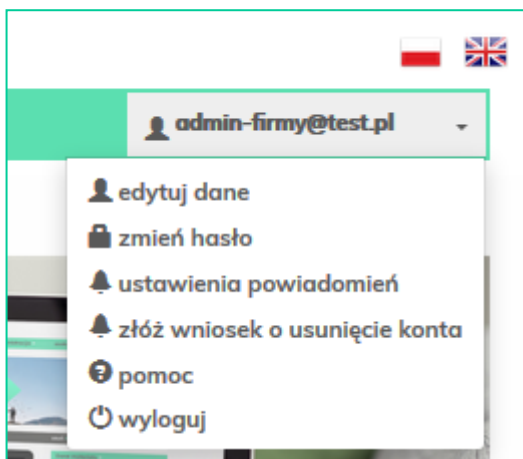 admin-firmy@test.pl
edytuj dane
zmień hasło
ustawienia powiadomień
złóż wniosek o usunięcie konta
pomoc
wyloguj